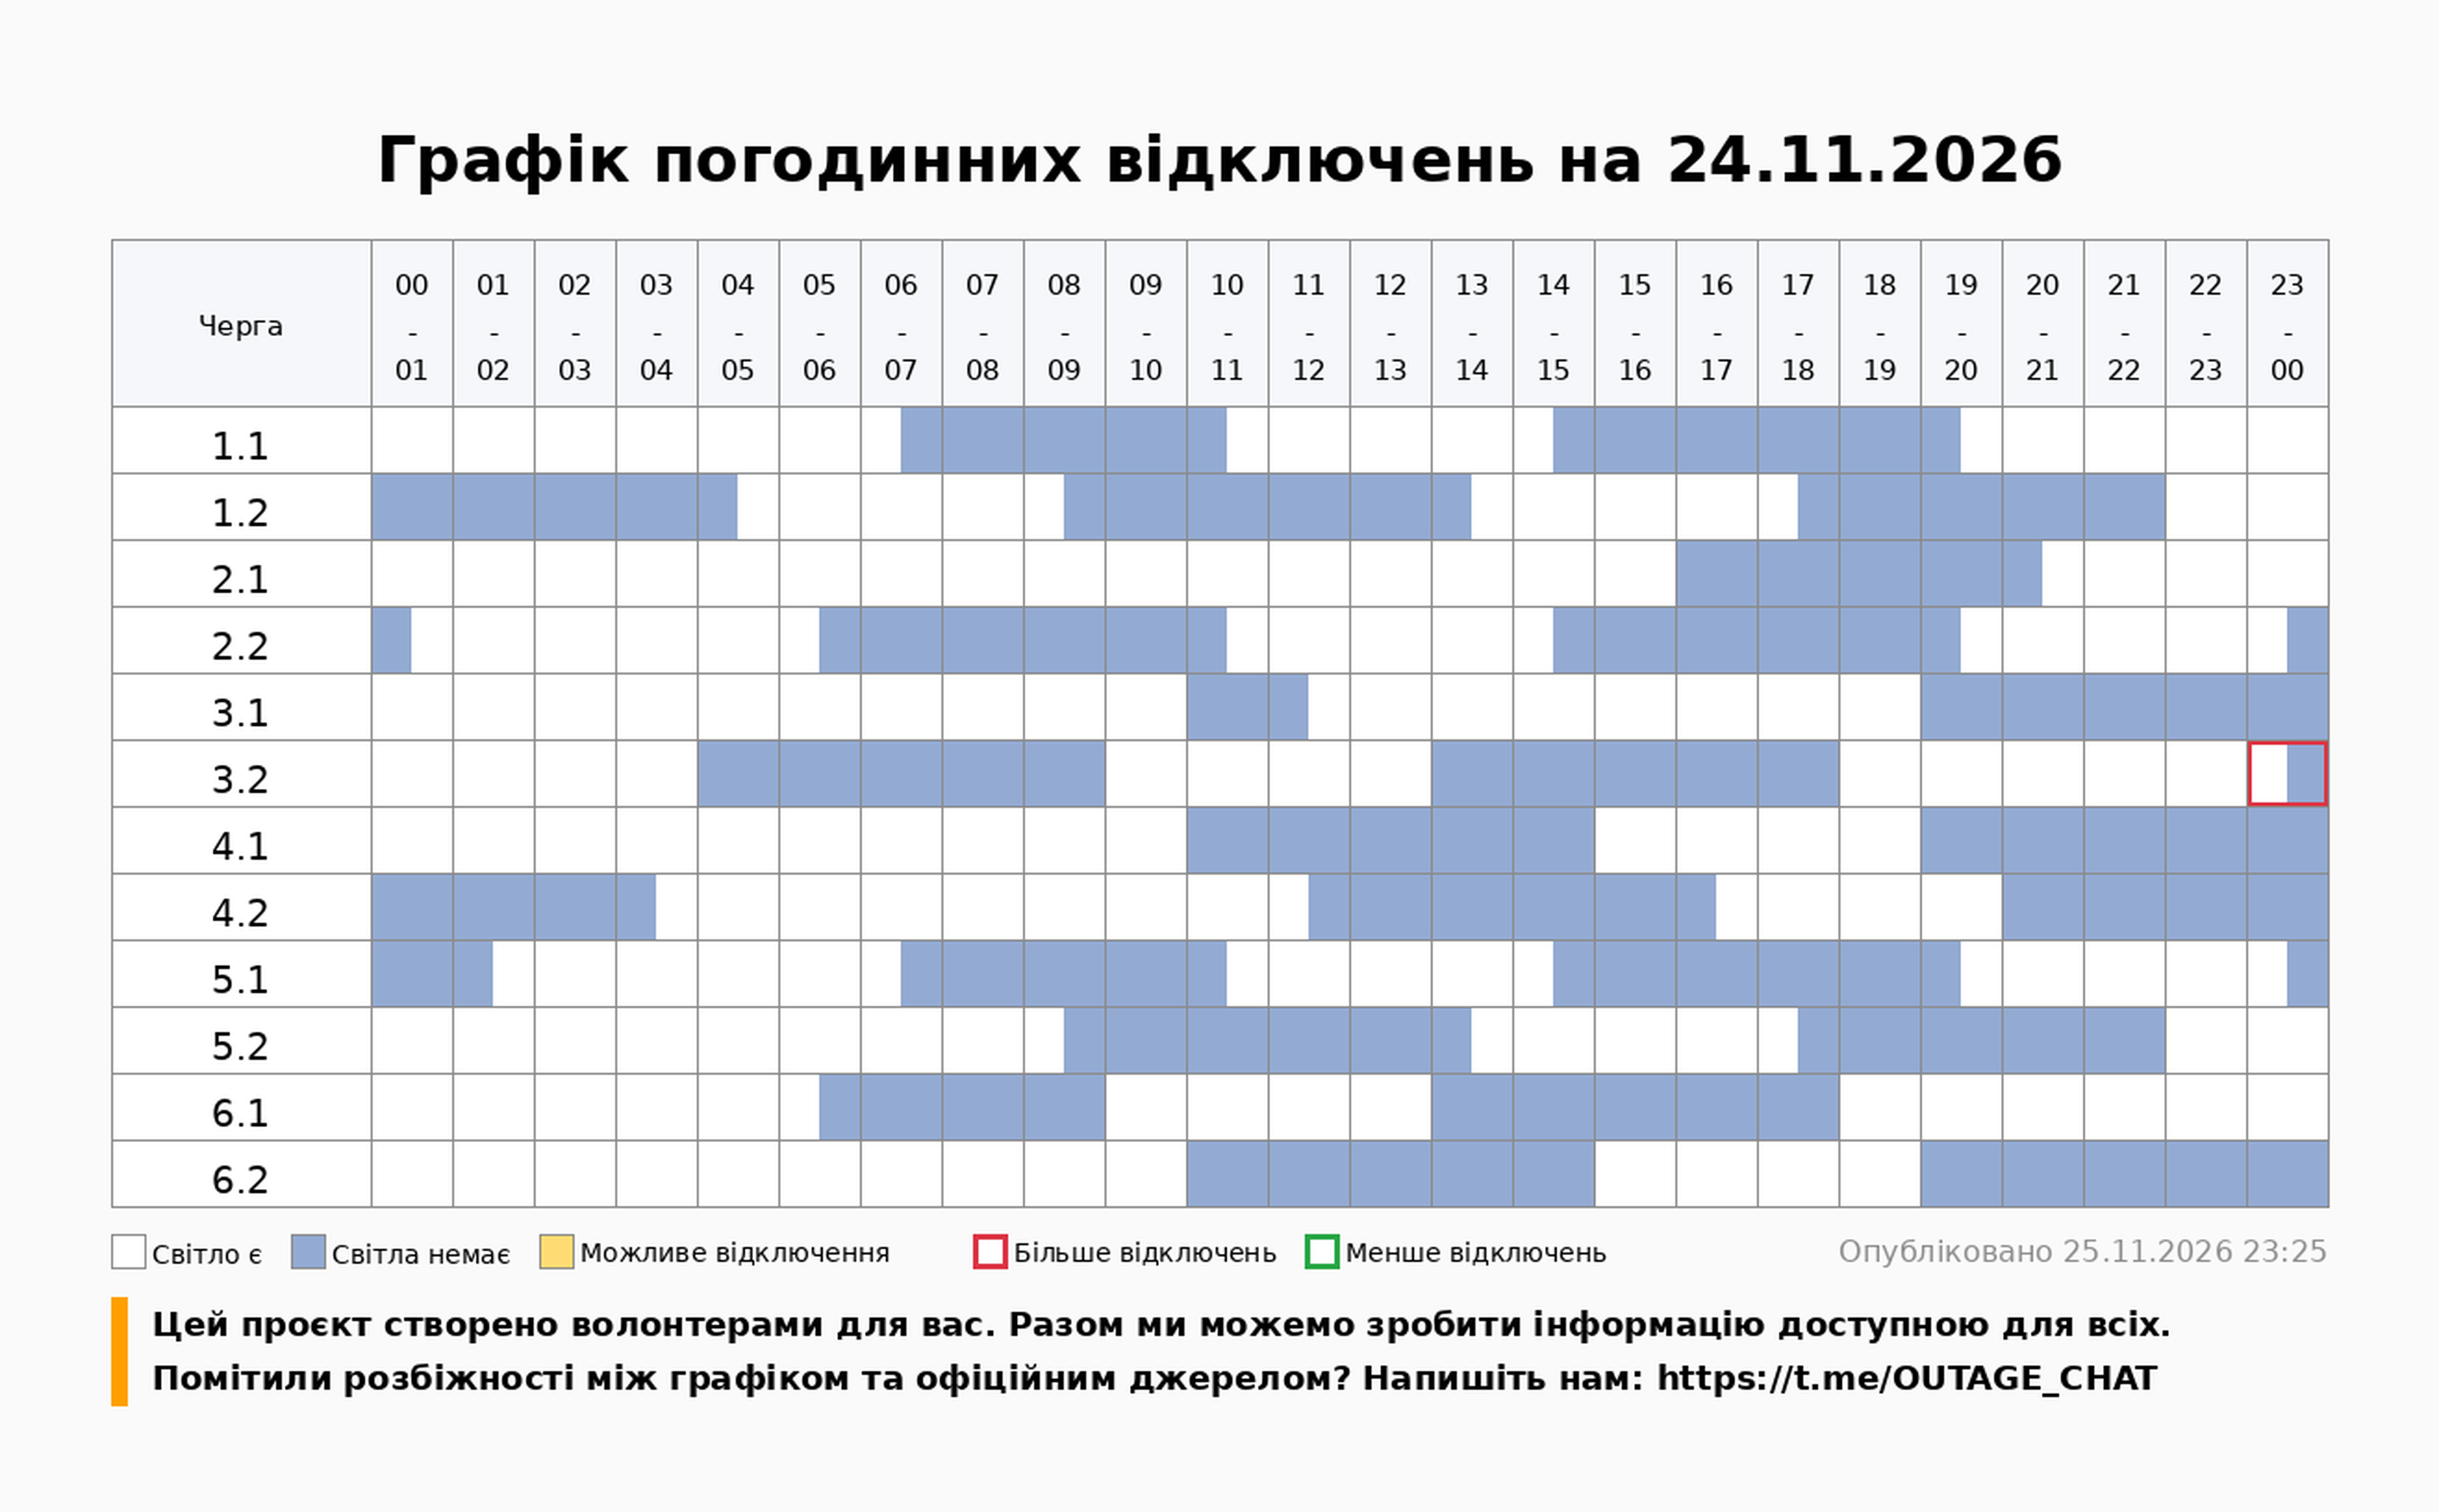 Графік погодинних відключень на 24.11.2026
Черга 00 - 01 01 - 02 02 - 03 03 - 04 04 - 05 05 - 06 06 - 07 07 - 08 08 - 09 09 - 10 10 - 11 11 - 12 12 - 13 13 - 14 14 - 15 15 - 16 16 - 17 17 - 18 18 - 19 19 - 20 20 - 21 21 - 22 22 - 23 23 - 00
1.1
1.2
2.1
2.2
3.1
3.2
4.1
4.2
5.1
5.2
6.1
6.2
Світло є Світла немає Можливе відключення Більше відключень Менше відключень Опубліковано 25.11.2026 23:25
Цей проєкт створено волонтерами для вас. Разом ми можемо зробити інформацію доступною для всіх.
Помітили розбіжності між графіком та офіційним джерелом? Напишіть нам: https://t.me/OUTAGE_CHAT